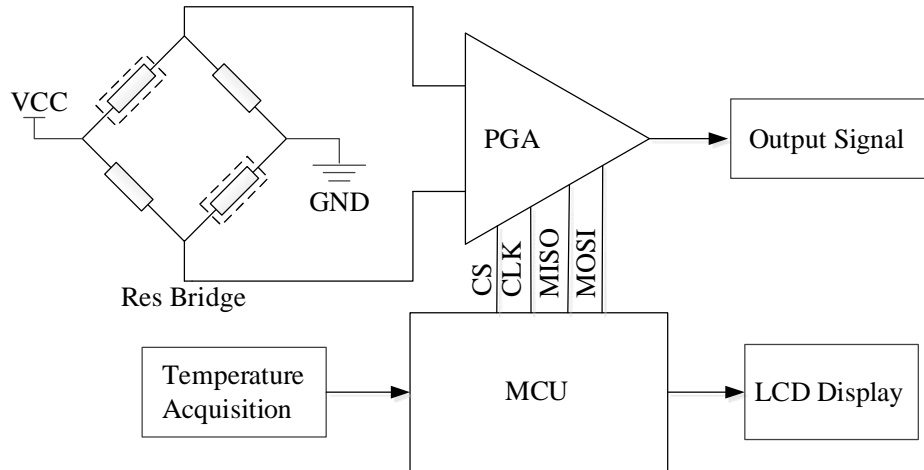 VCC
GND
Res Bridge
PGA
Output Signal
CS
CLK
MISO
MOSI
Temperature
Acquisition
MCU
LCD Display